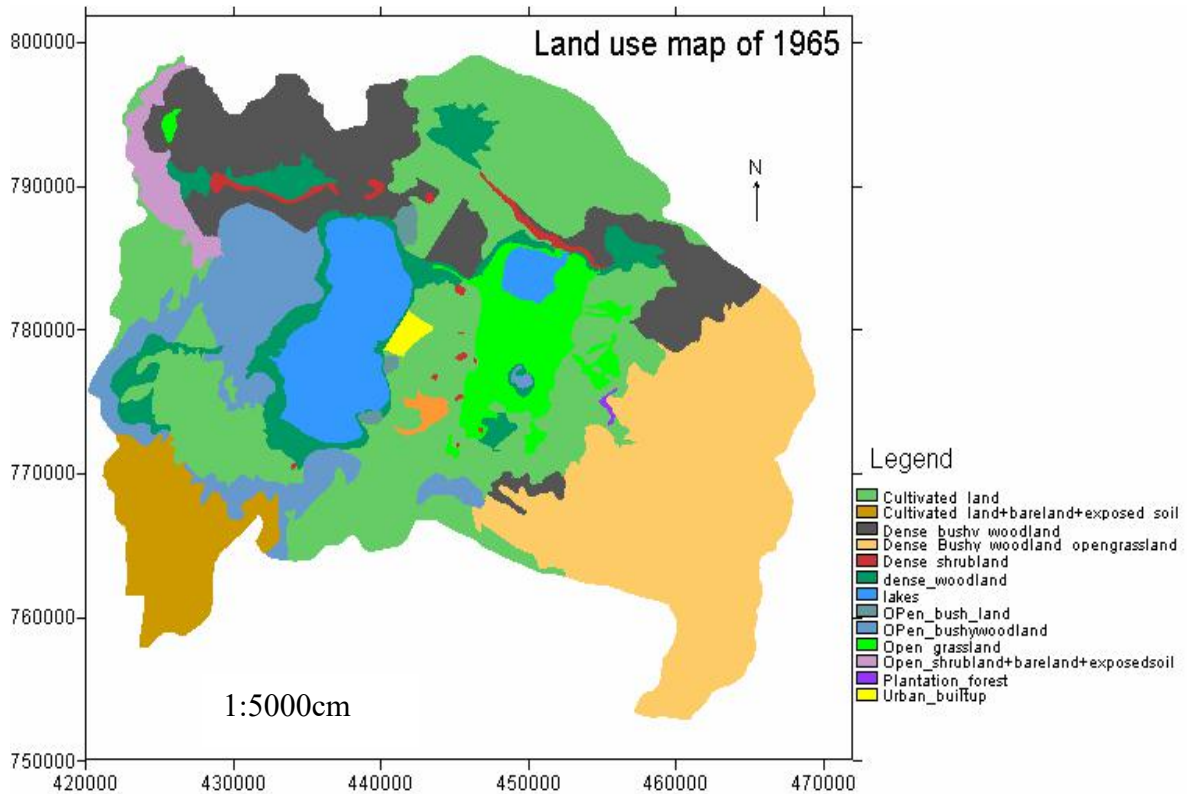 Land use map of 1965
800000
790000
780000
770000
760000
750000
420000 430000 440000 450000 460000 470000
N
1:5000cm
Legend
Cultivated land
Cultivated land+bareland+exposed soil
Dense bushy woodland
Dense Bushy woodland opengrassland
Dense shrubland
dense_woodland
lakes
OPen_bush_land
OPen_bushywoodland
Open grassland
Open_shrubland+bareland+exposedsoil
Plantation_forest
Urban_builtup